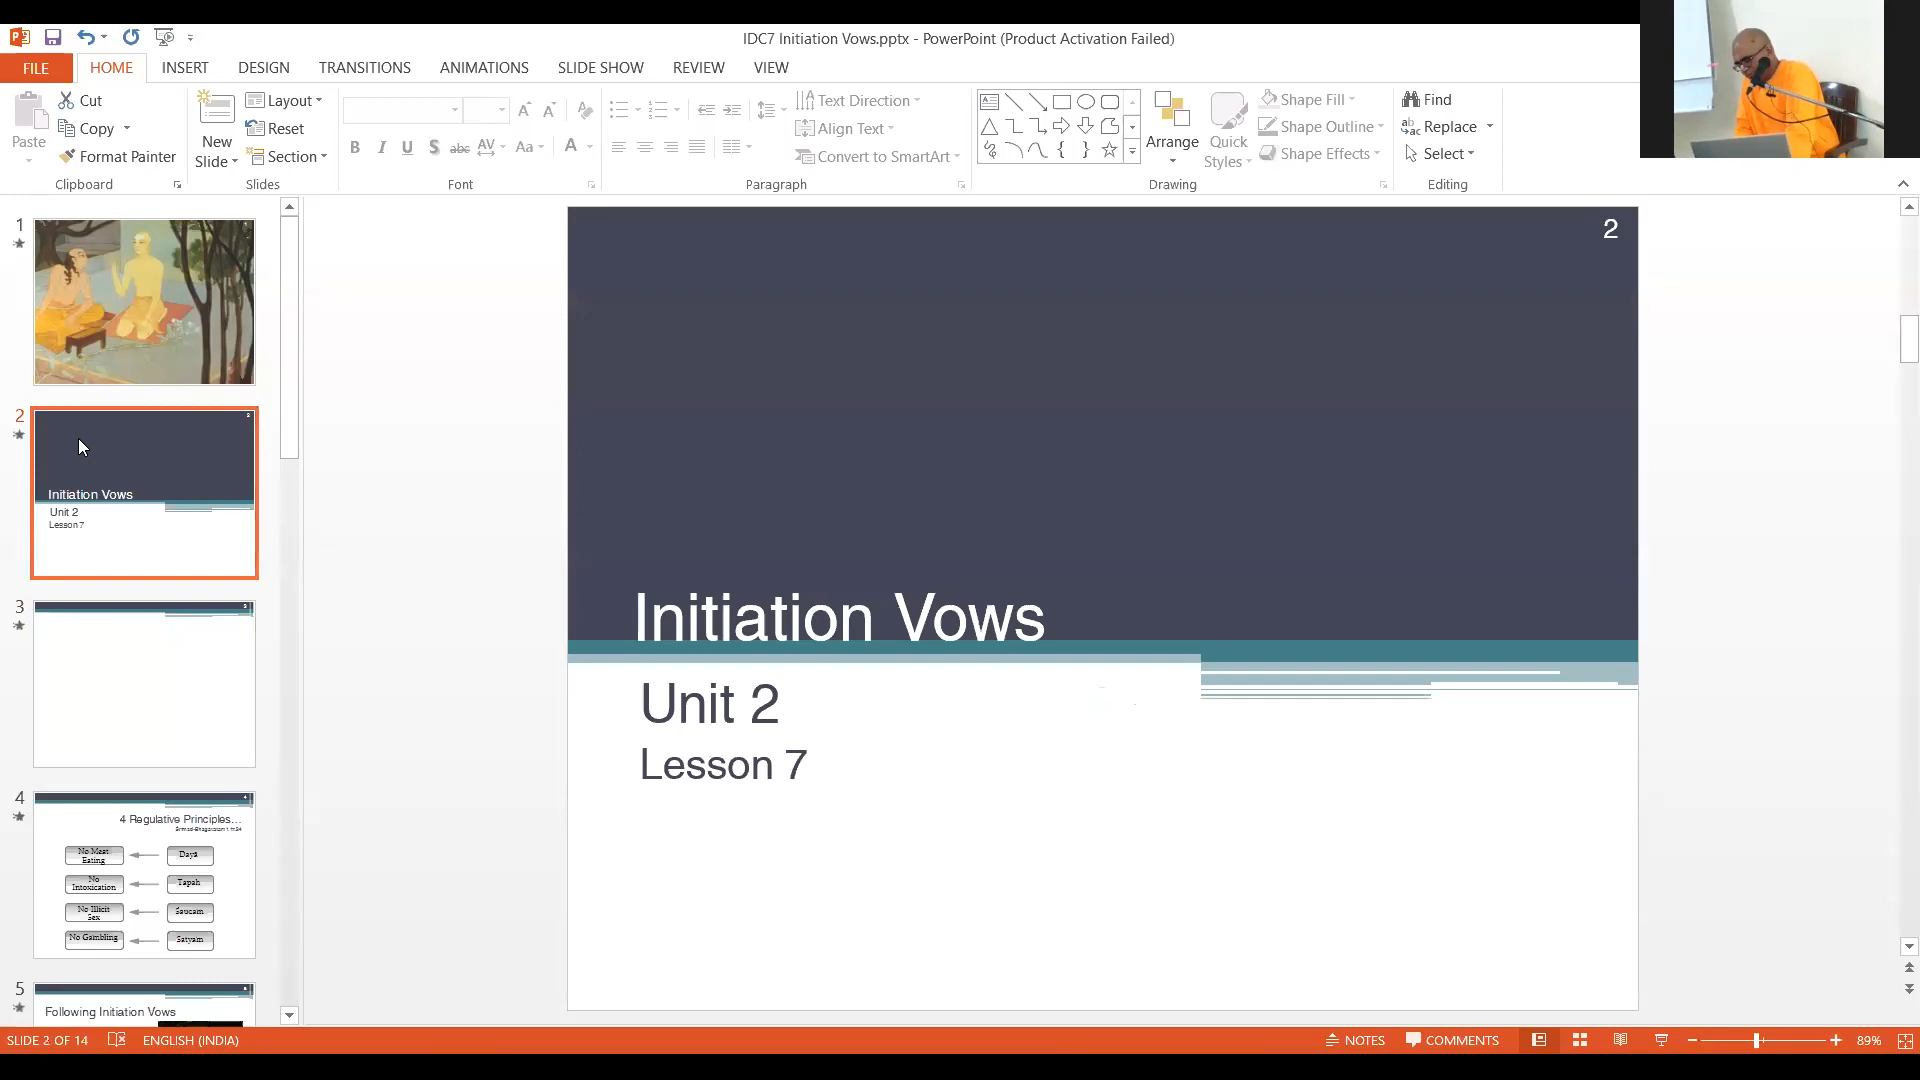 IDC7 Initiation Vows.pptx - PowerPoint (Product Activation Failed)
FILE HOME INSERT DESIGN TRANSITIONS ANIMATIONS SLIDE SHOW REVIEW VIEW
Paste
Cut
Copy
Format Painter
Clipboard
New
Slide
Layout
Reset
Section
Slides
B I U S abc AV Aa A
Font
Text Direction
Align Text
Convert to SmartArt
Paragraph
Arrange
Quick
Styles
Shape Fill
Shape Outline
Shape Effects
Drawing
Find
Replace
Select
Editing
1
2
Initiation Vows
Unit 2
Lesson 7
3
4
4 Regulative Principles...
No Meat
Eating
Dayā
No
Intoxication
Tapah
No Illicit
Sex
Saucam
No Gambling
Satyam
5
Following Initiation Vows
2
Initiation Vows
Unit 2
Lesson 7
SLIDE 2 OF 14 ENGLISH (INDIA) NOTES COMMENTS 89%